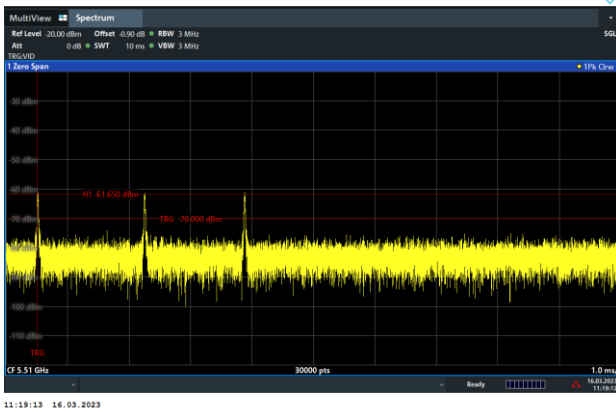 MultiView Spectrum
Ref Level -20.00 dBm Offset -0.90 dB RBW 3 MHz
SGL
Att 0 dB SWT 10 ms VBW 3 MHz
TRG:VID
1 Zero Span
1Pk Clrw
-30 dBm
-40 dBm
-50 dBm
-60 dBm
H1 -61.650 dBm
-70 dBm
TRG -70.000 dBm
-100 dBm
-110 dBm
TRG
CF 5.51 GHz
30000 pts
1.0 ms/
Ready
16.03.2023
11:19:12
11:19:13 16.03.2023